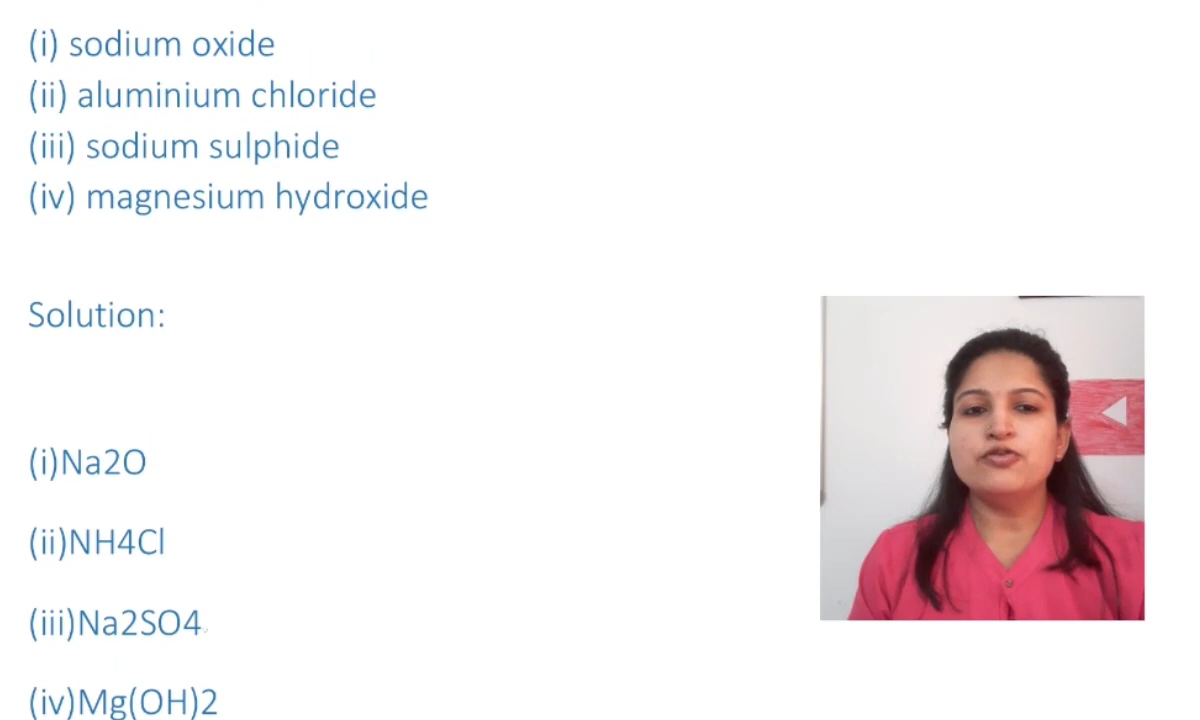 (i) sodium oxide
(ii) aluminium chloride
(iii) sodium sulphide
(iv) magnesium hydroxide
Solution:
(i)Na2O
(ii)NH4Cl
(iii)Na2SO4
(iv)Mg(OH)2